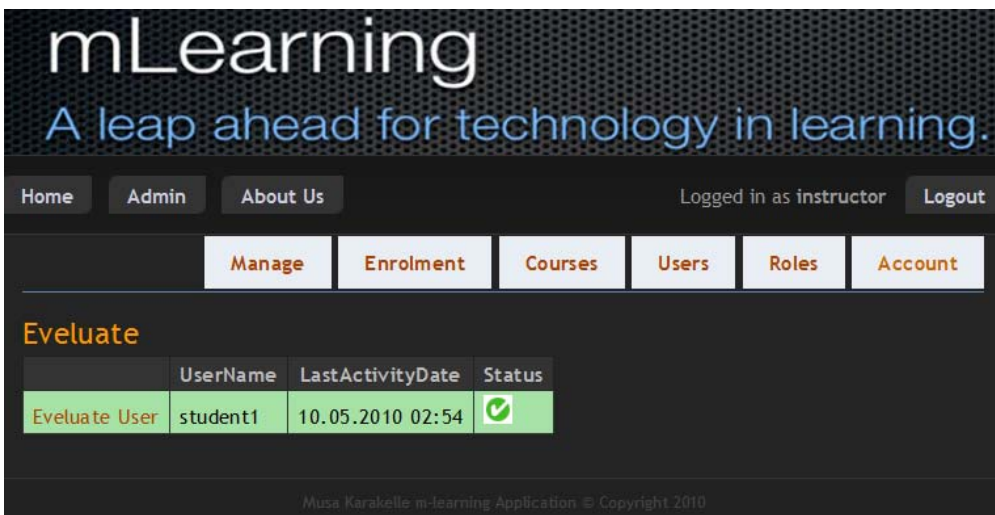 mLearning
A leap ahead for technology in learning.
Home Admin About Us Logged in as instructor Logout
Manage Enrolment Courses Users Roles Account
Eveluate
UserName LastActivityDate Status
Eveluate User student1 10.05.2010 02:54
Musa Karakelle m-learning Application © Copyright 2010